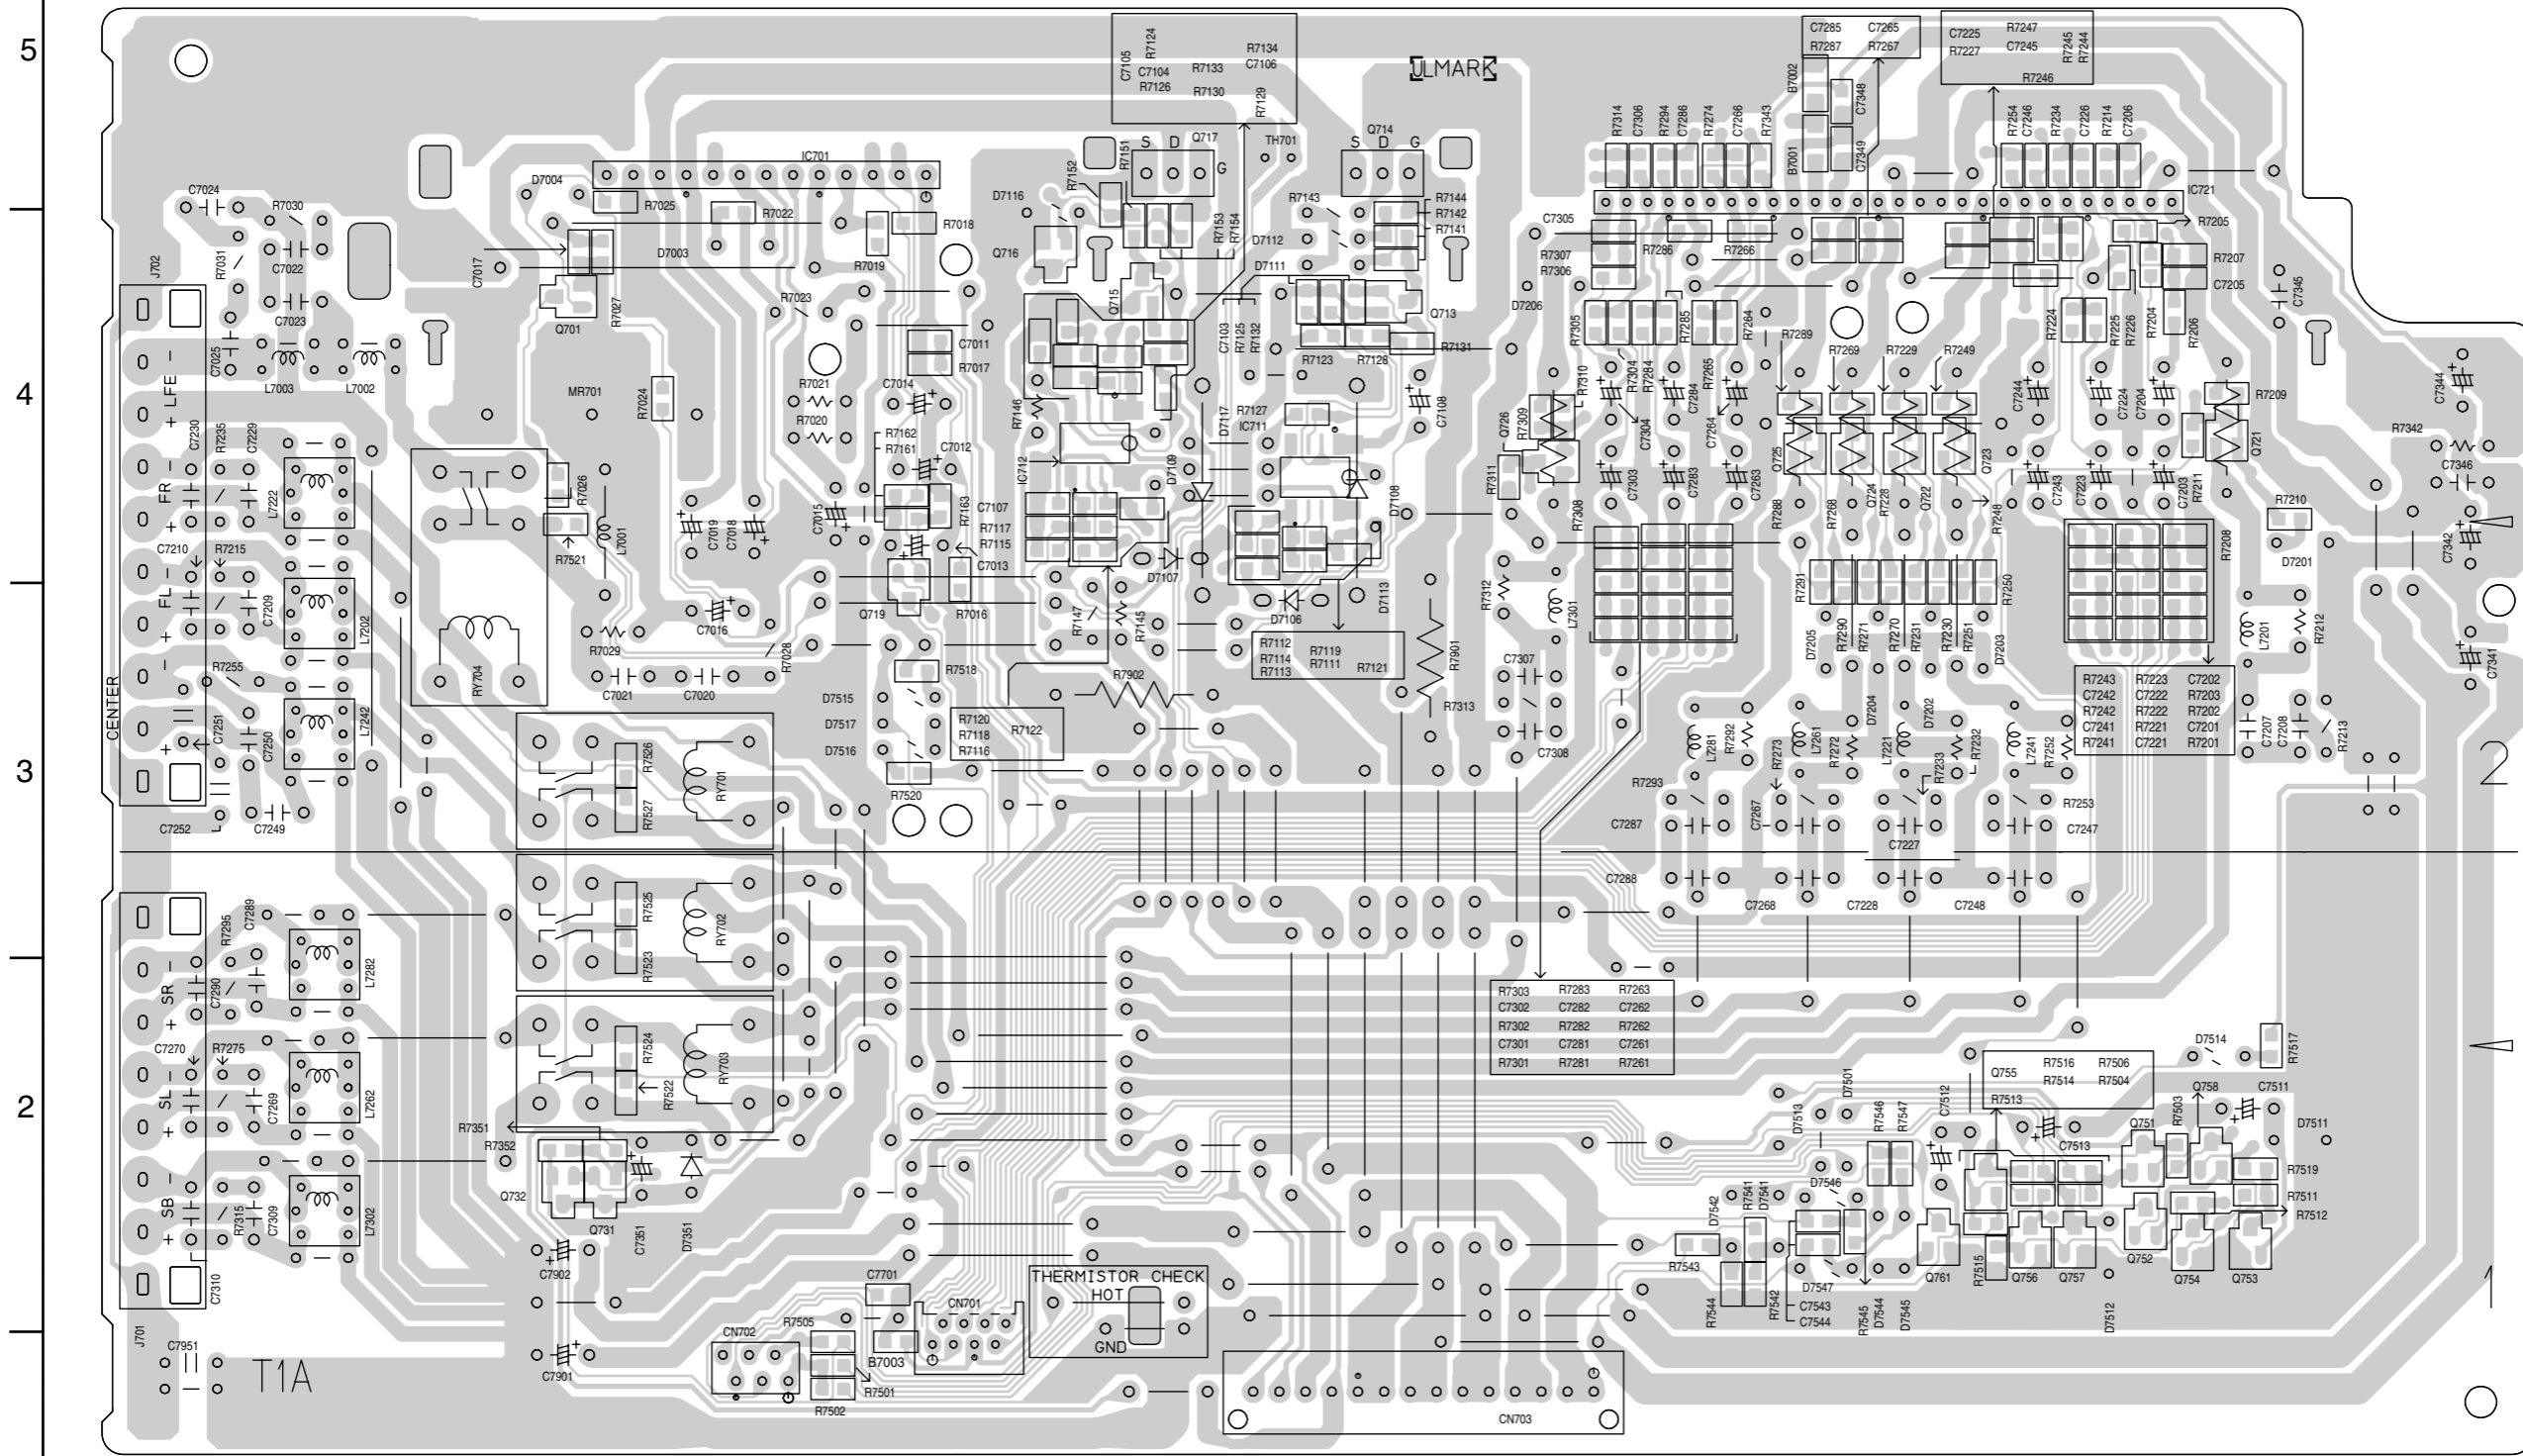 5
4
3
2
C7285 C7265
R7287 R7267
C7225 R7247
R7227 C7245 R7245 R7244
R7246
C7105 R7124 R7134
C7104 R7133 C7106
R7126 R7130 R7129
ULMARK
B7002 C7348
B7001 C7349
R7314 C7306 R7294 C7286 R7274 C7266 R7343
R7254 C7246 R7234 C7226 R7214 C7206
IC701
Q717
S D G
R7151
R7152
TH701
Q714
S D G
IC721
C7024
R7030
D7004
R7025
R7022
R7018
D7116
R7143
R7144
R7142
R7141
C7305
R7205
J702
R7031
C7022
C7023
C7017
D7003
R7019
Q716
R7153
R7154
D7112
D7111
R7307
R7306
R7286
R7266
R7207
C7205
C7345
Q701
R7027
R7023
Q715
C7103
R7125
R7132
Q713
D7206
R7305
R7285
R7264
R7289
R7224
R7225
R7226
R7204
R7206
C7025
L7003
L7002
C7011
R7017
R7123
R7128
R7131
R7269
R7229
R7249
LFE
− +
MR701
R7024
R7021
R7020
C7014
R7146
D7117
R7127
IC711
C7108
R7310
R7309
Q726
R7304
R7284
C7284
R7265
C7304
C7264
C7244
C7224
C7204
R7209
C7344
R7342
C7346
C7230
R7235
C7229
FR
− +
L7222
R7162
R7161
C7012
IC712
D7109
D7108
R7311
Q725
Q723
Q721
R7026
L7001
C7019
C7018
C7015
R7163
C7107
R7117
R7115
C7013
R7308
C7303
C7283
C7263
R7288
R7268
Q724
R7228
Q722
R7248
C7243
C7223
C7203
R7211
R7210
R7208
C7342
C7210
R7215
FL
− +
C7209
L7202
R7521
D7107
D7201
Q719
R7016
R7147
R7145
D7106
D7113
R7312
L7301
R7291
R7250
L7201
R7212
C7341
R7029
C7016
R7028
C7021
C7020
R7112
R7114
R7113
R7119
R7111
R7121
R7901
D7205
R7290
R7271
R7270
R7231
R7230
R7251
D7203
CENTER
− +
R7255
C7251
C7250
L7242
RY704
R7518
R7902
C7307
R7243 R7223 C7202
C7242 C7222 R7203
R7242 R7222 R7202
C7241 R7221 C7201
R7241 C7221 R7201
D7515
D7517
D7516
R7120
R7118
R7116
R7122
R7313
C7308
L7281
R7292
R7273
L7261
R7272
D7204
L7221
D7202
R7233
R7232
L7241
R7252
C7207
C7208
R7213
2
R7526
R7527
RY701
R7520
R7293
R7253
C7252
C7249
C7287
C7267
C7227
C7247
C7288
C7268
C7228
C7248
R7525
R7523
RY702
R7295
C7289
SR
− +
C7290
L7282
R7303 R7283 R7263
C7302 C7282 C7262
R7302 R7282 R7262
C7301 C7281 C7261
R7301 R7281 R7261
C7270
R7275
SL
− +
C7269
L7262
R7524
R7522
RY703
D7514
R7517
Q755
R7516 R7506
R7514 R7504
R7513
Q758
C7511
R7351
R7352
D7513
D7501
R7546
R7547
C7512
Q751
C7513
R7503
D7511
SB
− +
R7315
C7309
L7302
C7310
Q732
Q731
C7351
D7351
D7542
R7541
D7541
D7546
R7519
R7511
R7512
C7902
R7543
D7547
Q761
R7515
Q756
Q757
Q752
Q754
Q753
C7701
CN701
THERMISTOR CHECK
HOT
GND
R7544
R7542
C7543
C7544
R7545
D7544
D7545
D7512
1
J701
C7951
T1A
C7901
CN702
R7505
B7003
R7501
R7502
CN703